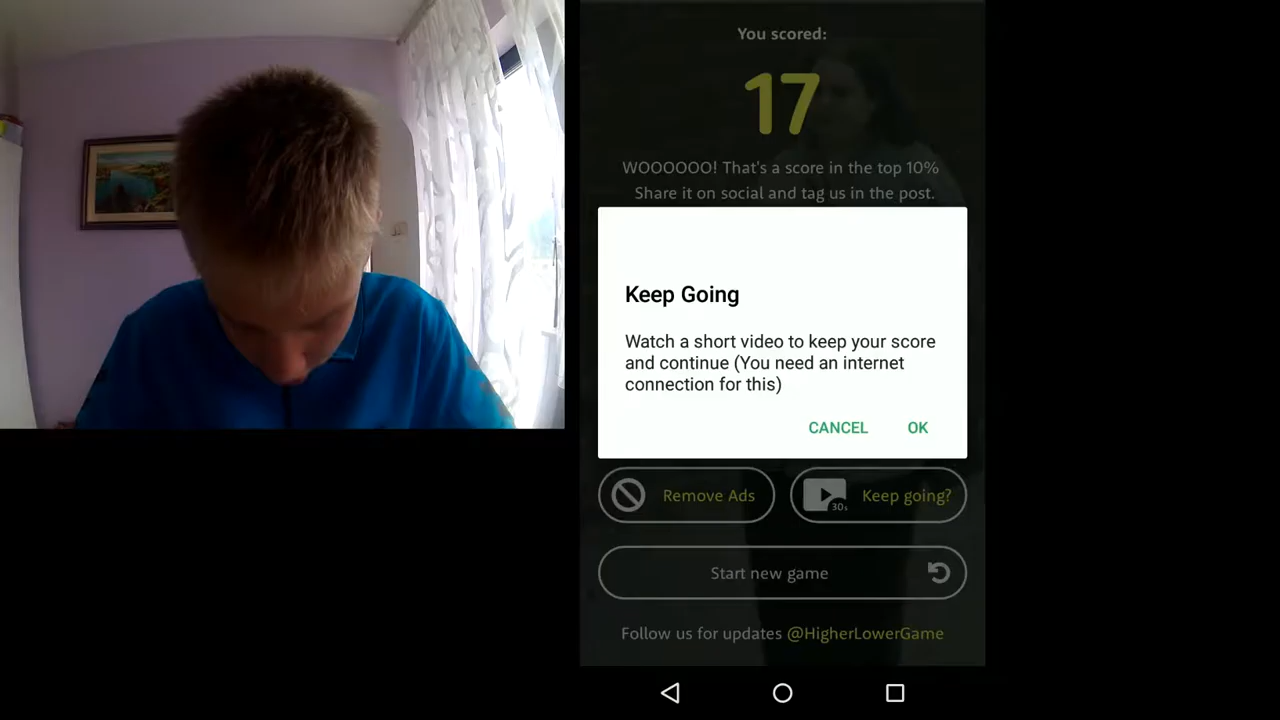 You scored:
17
WOOOOOO! That's a score in the top 10%
Share it on social and tag us in the post.
Keep Going
Watch a short video to keep your score
and continue (You need an internet
connection for this)
CANCEL OK
Remove Ads
30s Keep going?
Start new game
Follow us for updates @HigherLowerGame